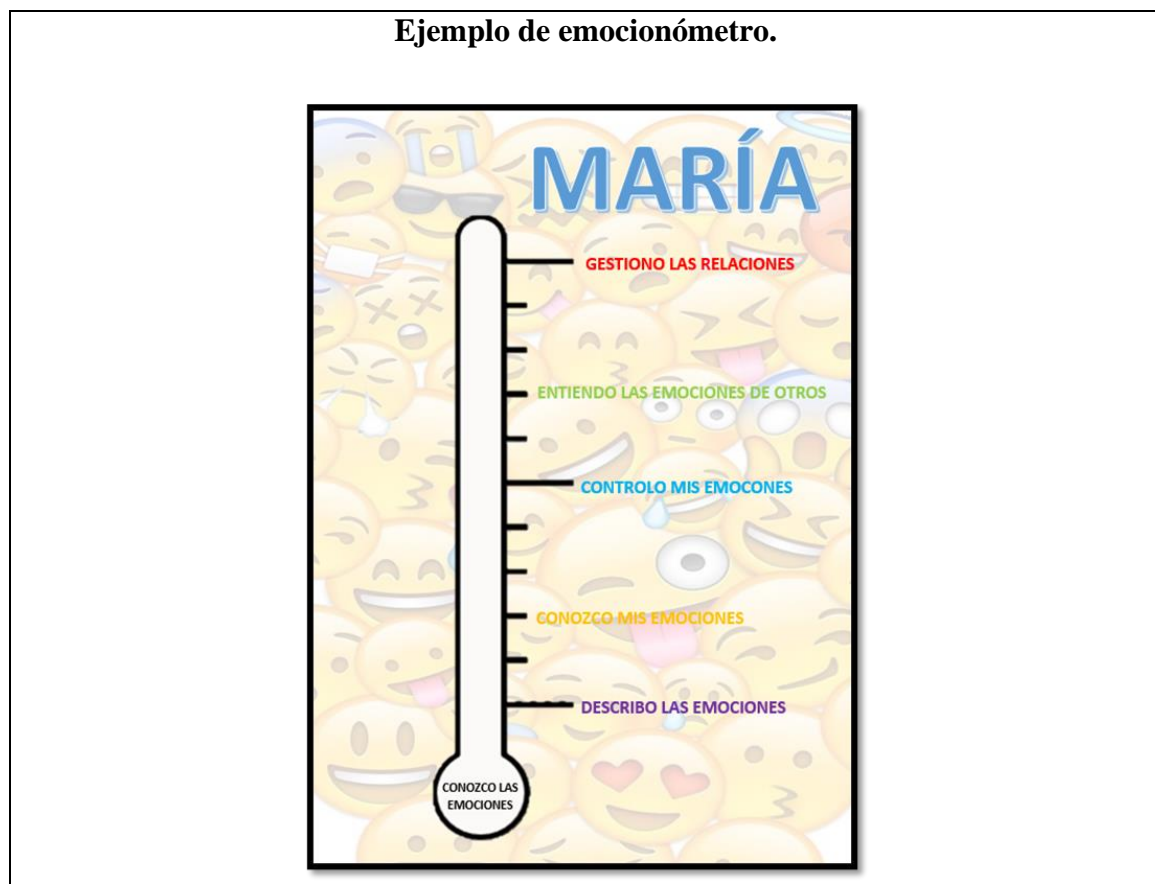 Ejemplo de emocionómetro.
MARÍA
GESTIONO LAS RELACIONES
ENTIENDO LAS EMOCIONES DE OTROS
CONTROLO MIS EMOCONES
CONOZCO MIS EMOCIONES
DESCRIBO LAS EMOCIONES
CONOZCO LAS
EMOCIONES